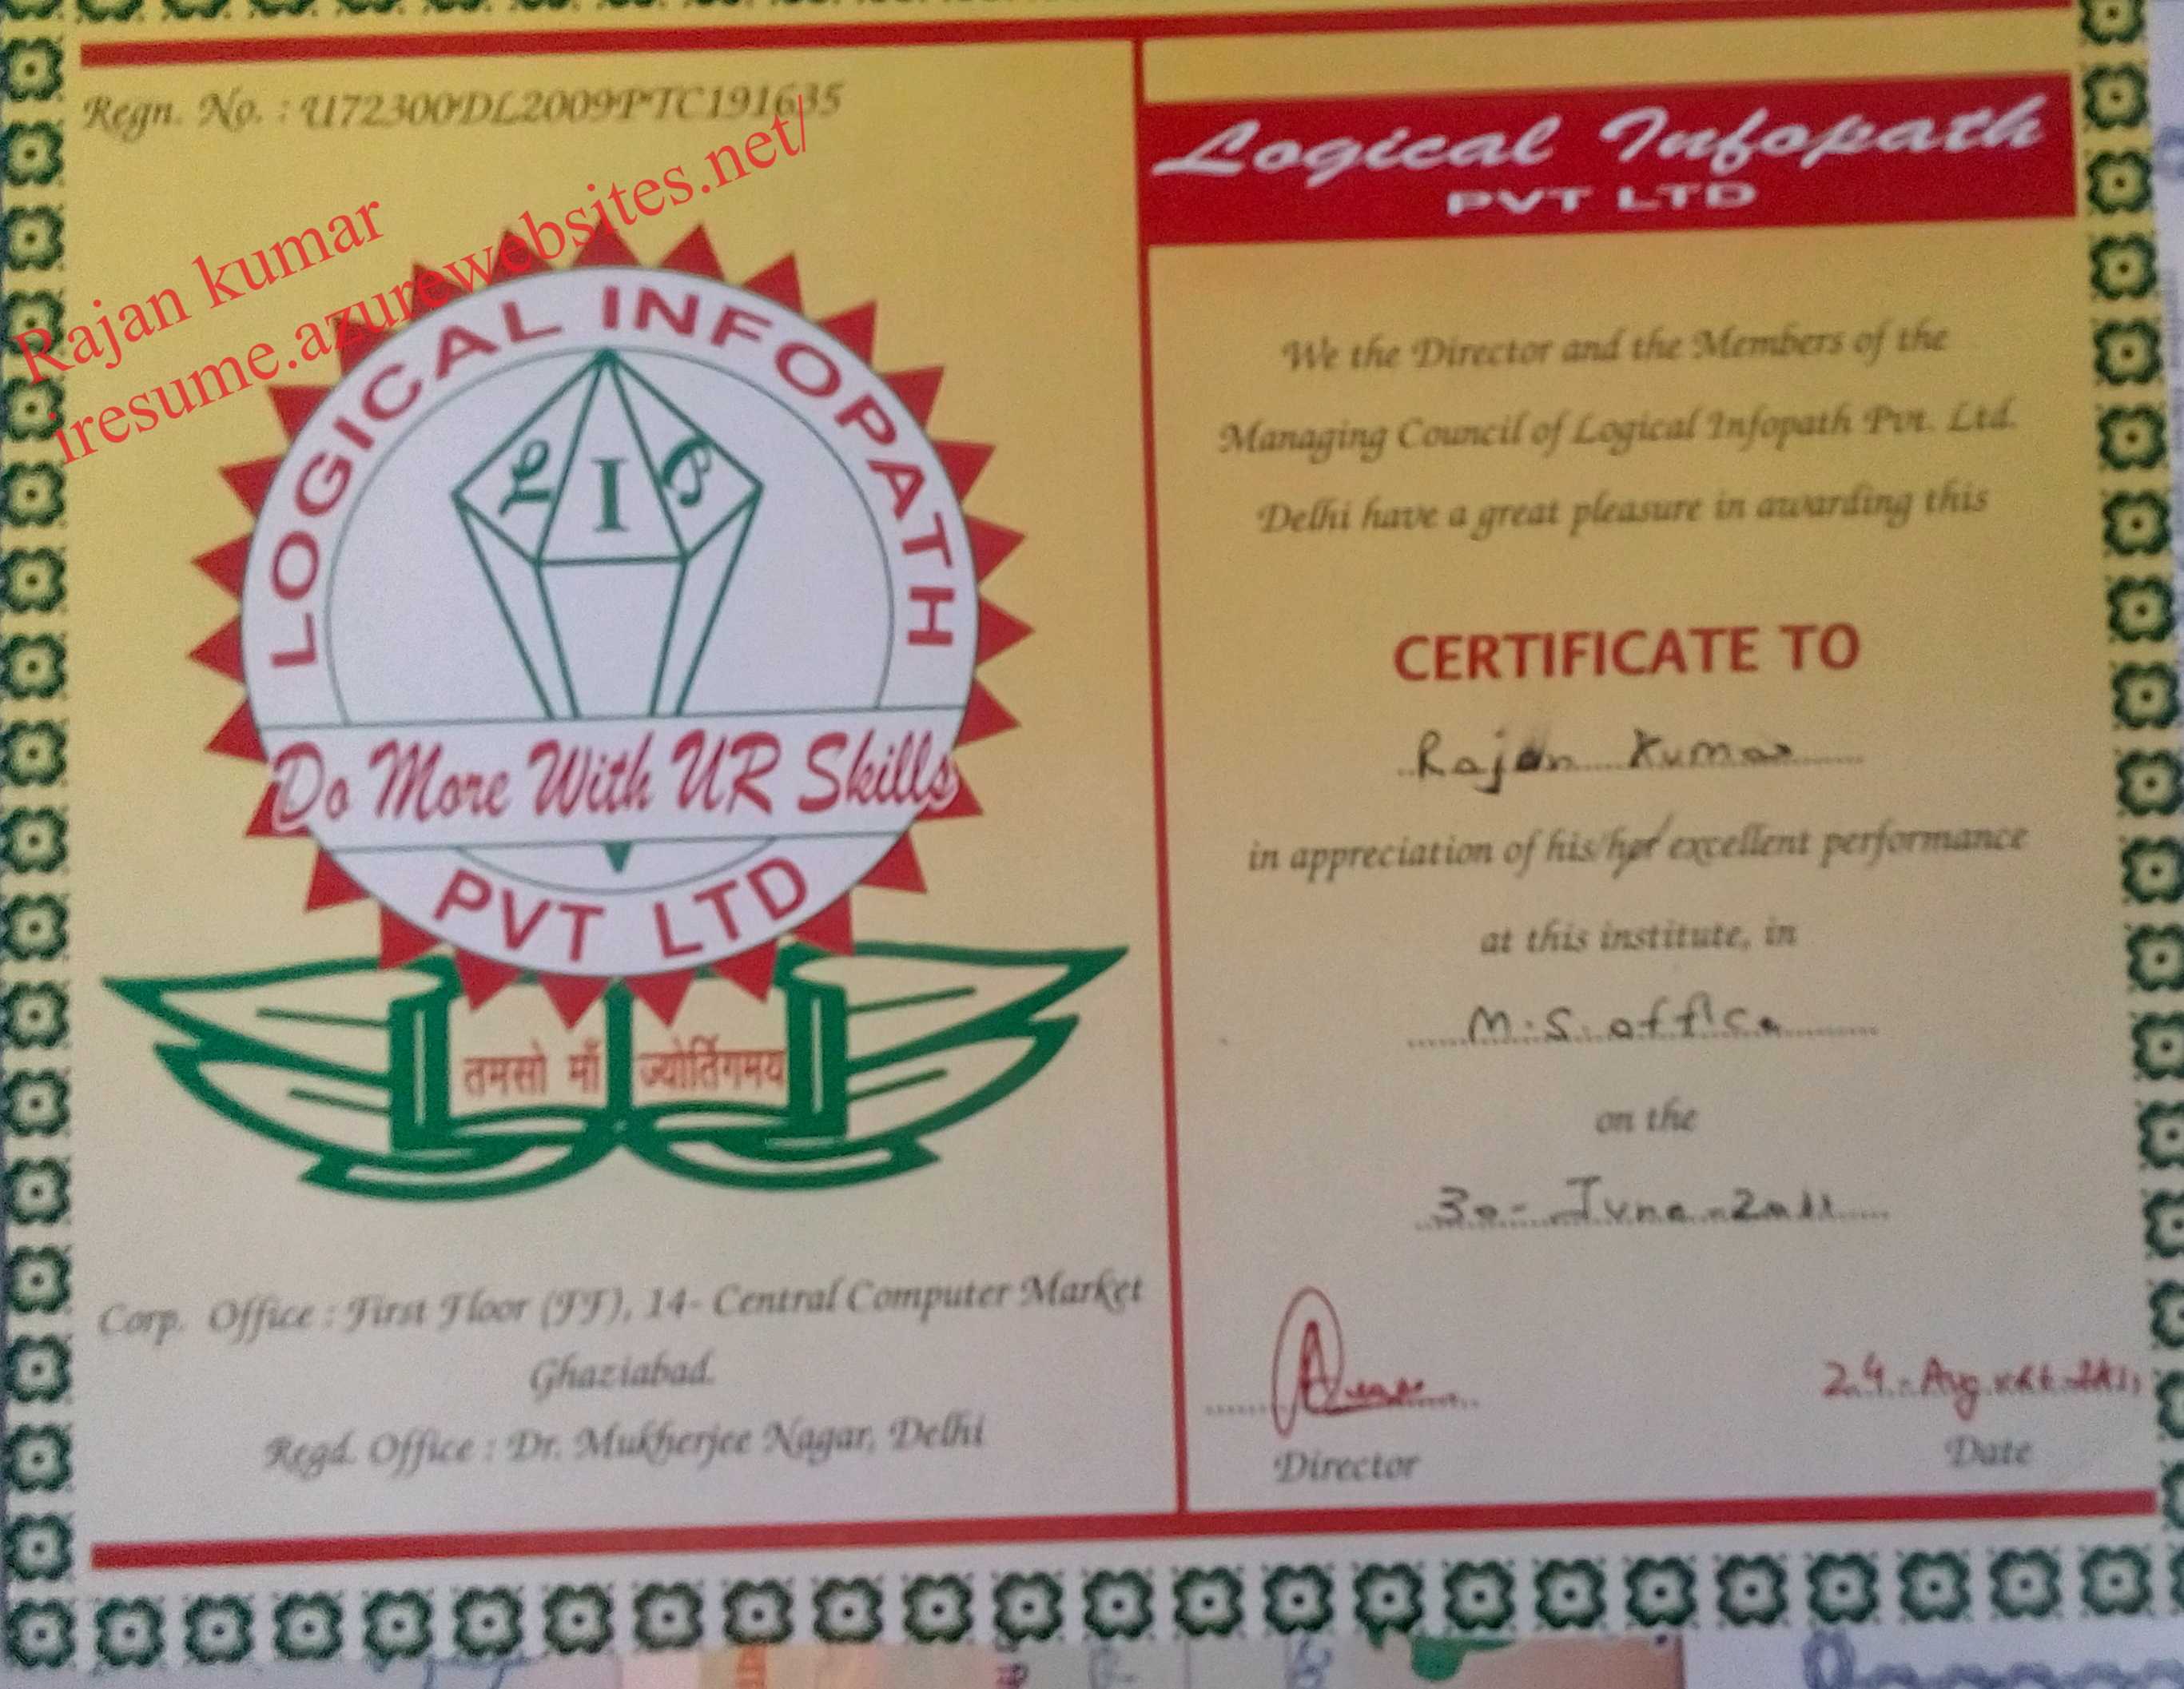 Regn. No. : U72300DL2009PTC191635
Rajan kumar
iresume.azurewebsites.net/
LOGICAL INFOPATH
L I C
Do More With UR Skills
PVT LTD
तमसो माँ ज्योर्तिगमय
Corp. Office : First Floor (FF), 14- Central Computer Market
Ghaziabad.
Regd. Office : Dr. Mukherjee Nagar, Delhi
Logical Infopath
PVT LTD
We the Director and the Members of the
Managing Council of Logical Infopath Pvt. Ltd.
Delhi have a great pleasure in awarding this
CERTIFICATE TO
Rajan Kumar
in appreciation of his/her excellent performance
at this institute, in
M.S. office
on the
30-June-2011
24-August-2011
Director
Date